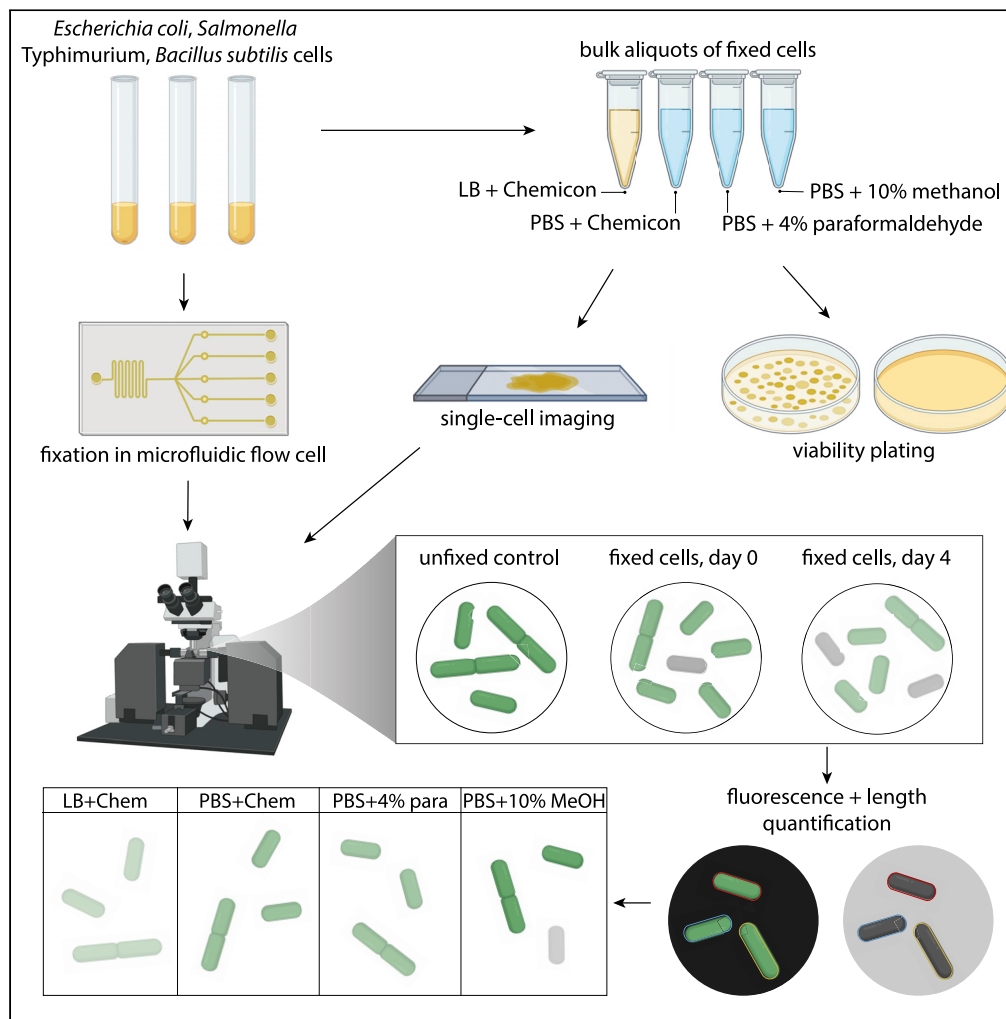 Escherichia coli, Salmonella
Typhimurium, Bacillus subtilis cells
bulk aliquots of fixed cells
LB + Chemicon
PBS + Chemicon
PBS + 10% methanol
PBS + 4% paraformaldehyde
fixation in microfluidic flow cell
single-cell imaging
viability plating
unfixed control
fixed cells, day 0
fixed cells, day 4
fluorescence + length
quantification
LB+Chem
PBS+Chem
PBS+4% para
PBS+10% MeOH